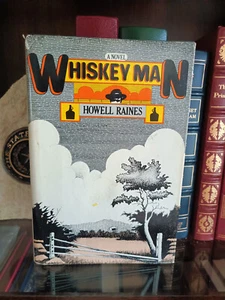 A NOVEL
WHISKEY MAN
HOWELL RAINES